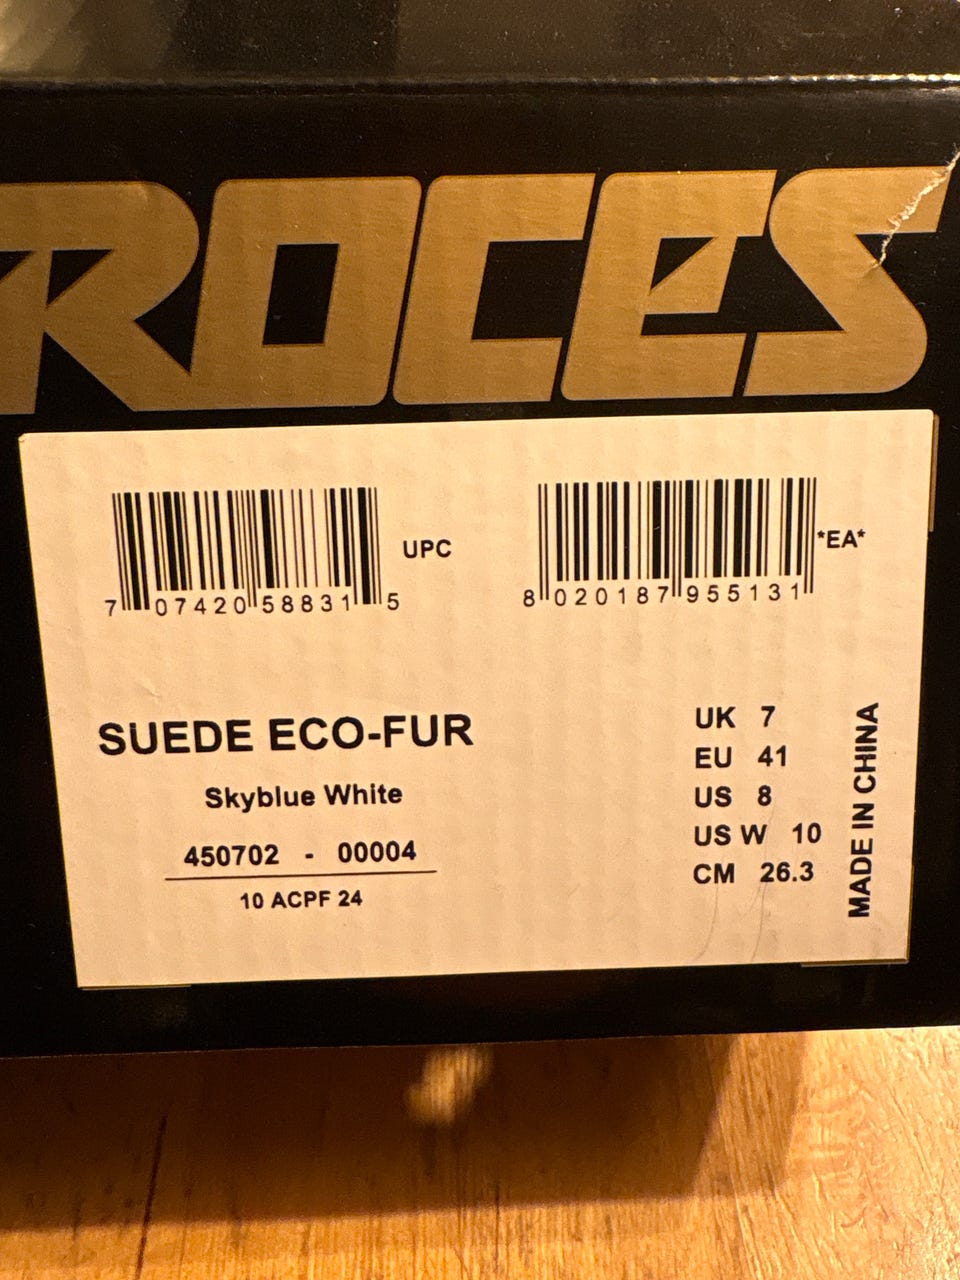 ROCES
UPC
*EA*
7 07420 58831 5
8 020187 955131
SUEDE ECO-FUR
Skyblue White
450702 - 00004
10 ACPF 24
UK 7
EU 41
US 8
US W 10
CM 26.3
MADE IN CHINA